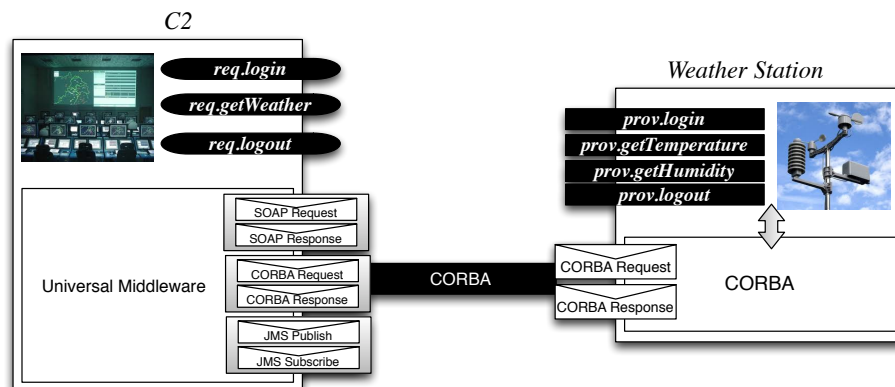 C2
req.login
req.getWeather
req.logout
SOAP Request
SOAP Response
Universal Middleware
CORBA Request
CORBA Response
JMS Publish
JMS Subscribe
CORBA
Weather Station
prov.login
prov.getTemperature
prov.getHumidity
prov.logout
CORBA Request
CORBA Response
CORBA